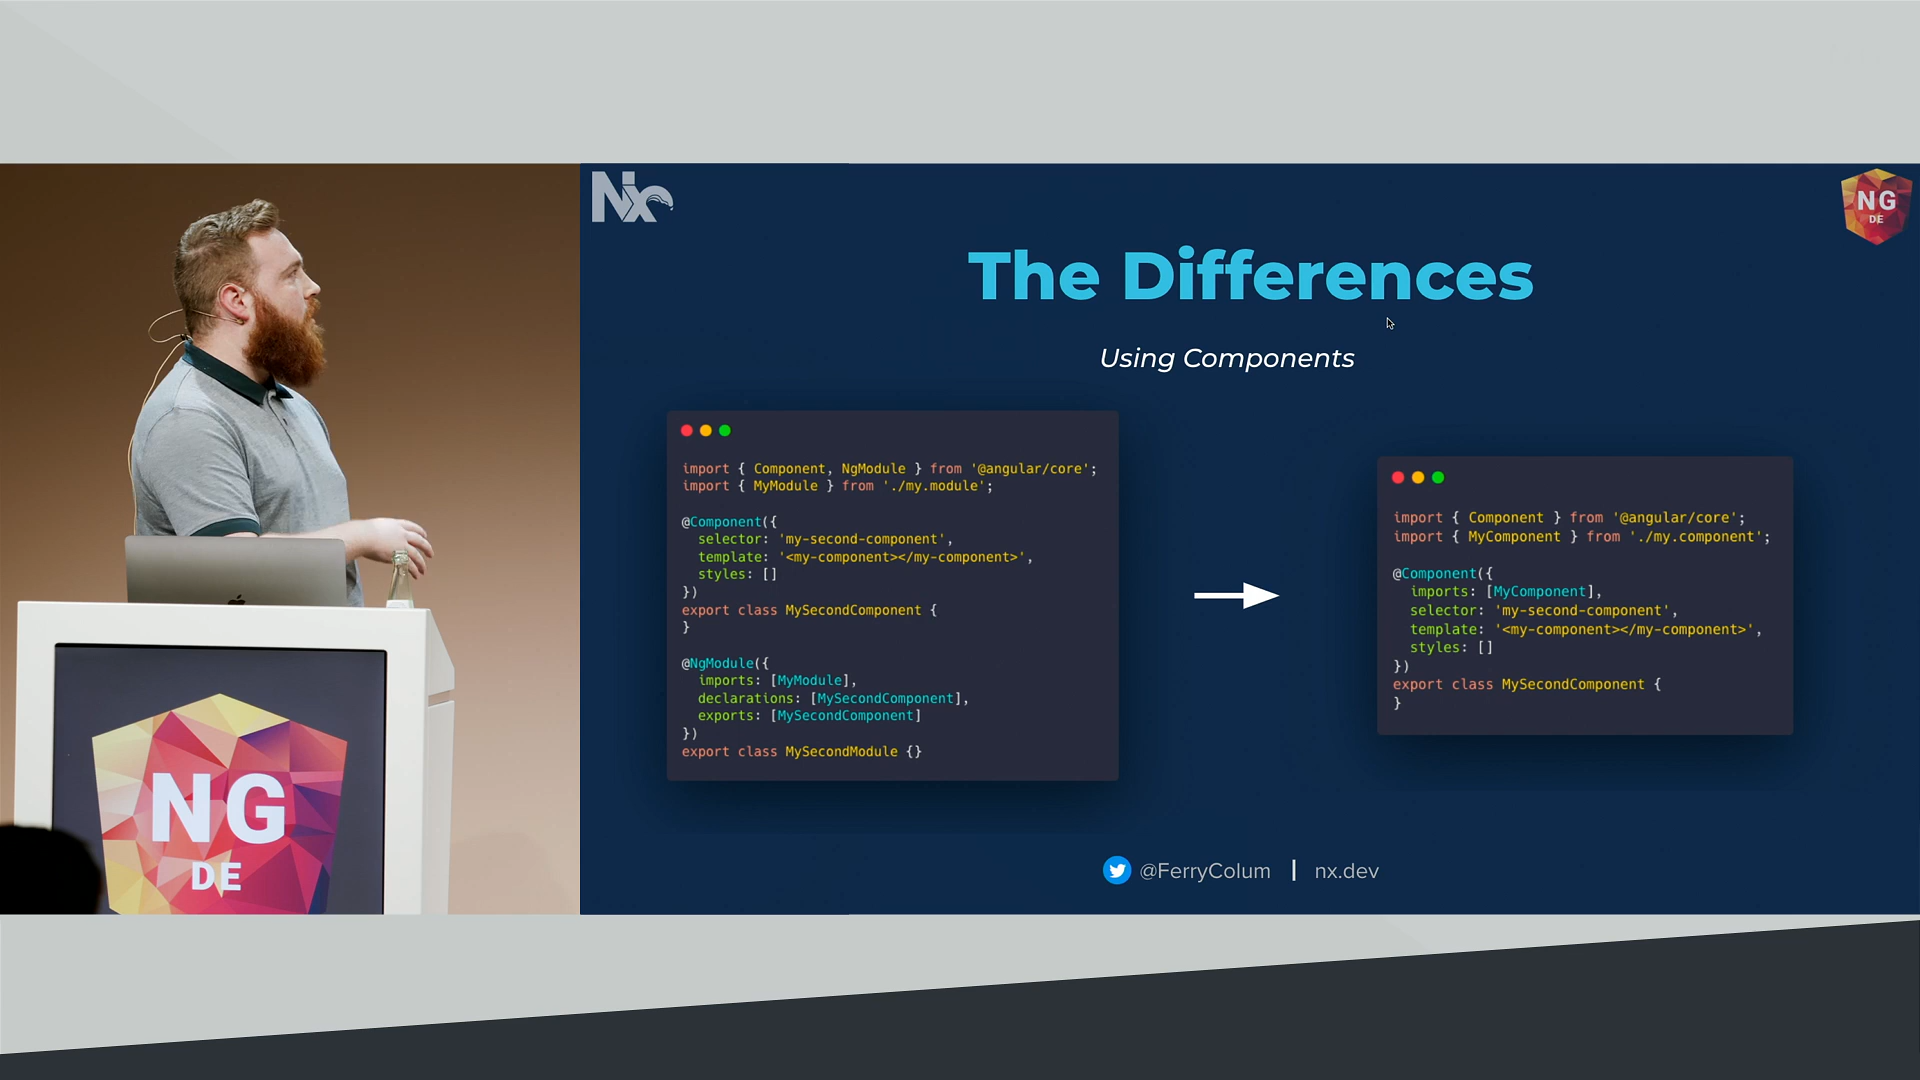 Nx
NG
DE
The Differences
Using Components
import { Component, NgModule } from '@angular/core';
import { MyModule } from './my.module';
@Component({
selector: 'my-second-component',
template: '<my-component></my-component>',
styles: []
})
export class MySecondComponent {
}
@NgModule({
imports: [MyModule],
declarations: [MySecondComponent],
exports: [MySecondComponent]
})
export class MySecondModule {}
import { Component } from '@angular/core';
import { MyComponent } from './my.component';
@Component({
imports: [MyComponent],
selector: 'my-second-component',
template: '<my-component></my-component>',
styles: []
})
export class MySecondComponent {
}
@FerryColum | nx.dev
NG
DE